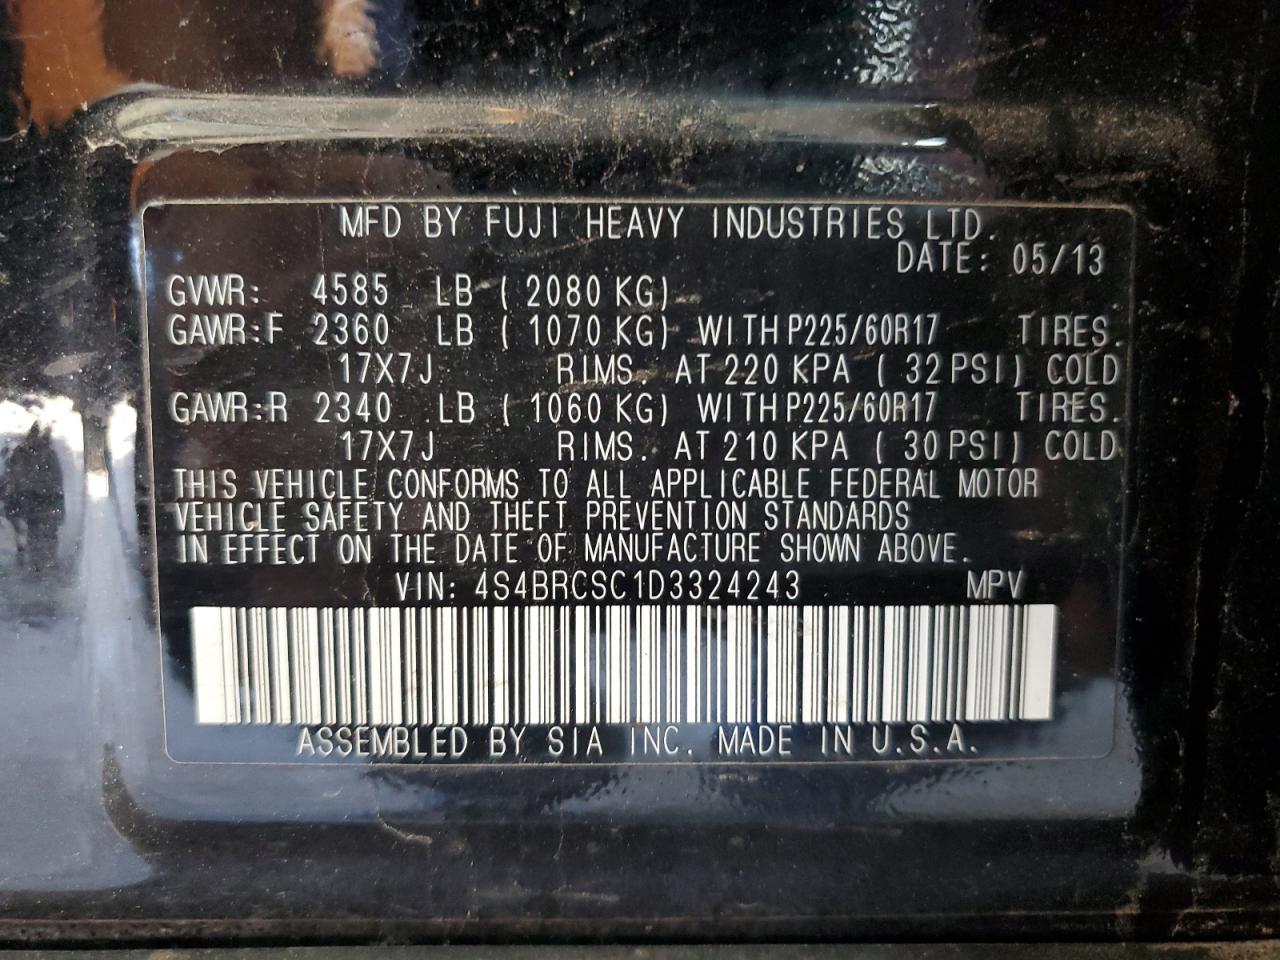 MFD BY FUJI HEAVY INDUSTRIES LTD.
DATE: 05/13
GVWR: 4585 LB (2080 KG)
GAWR:F 2360 LB (1070 KG) WITH P225/60R17 TIRES.
17X7J RIMS. AT 220 KPA (32 PSI) COLD
GAWR:R 2340 LB (1060 KG) WITH P225/60R17 TIRES.
17X7J RIMS. AT 210 KPA (30 PSI) COLD
THIS VEHICLE CONFORMS TO ALL APPLICABLE FEDERAL MOTOR
VEHICLE SAFETY AND THEFT PREVENTION STANDARDS
IN EFFECT ON THE DATE OF MANUFACTURE SHOWN ABOVE.
VIN: 4S4BRCSC1D3324243 MPV
ASSEMBLED BY SIA INC. MADE IN U.S.A.